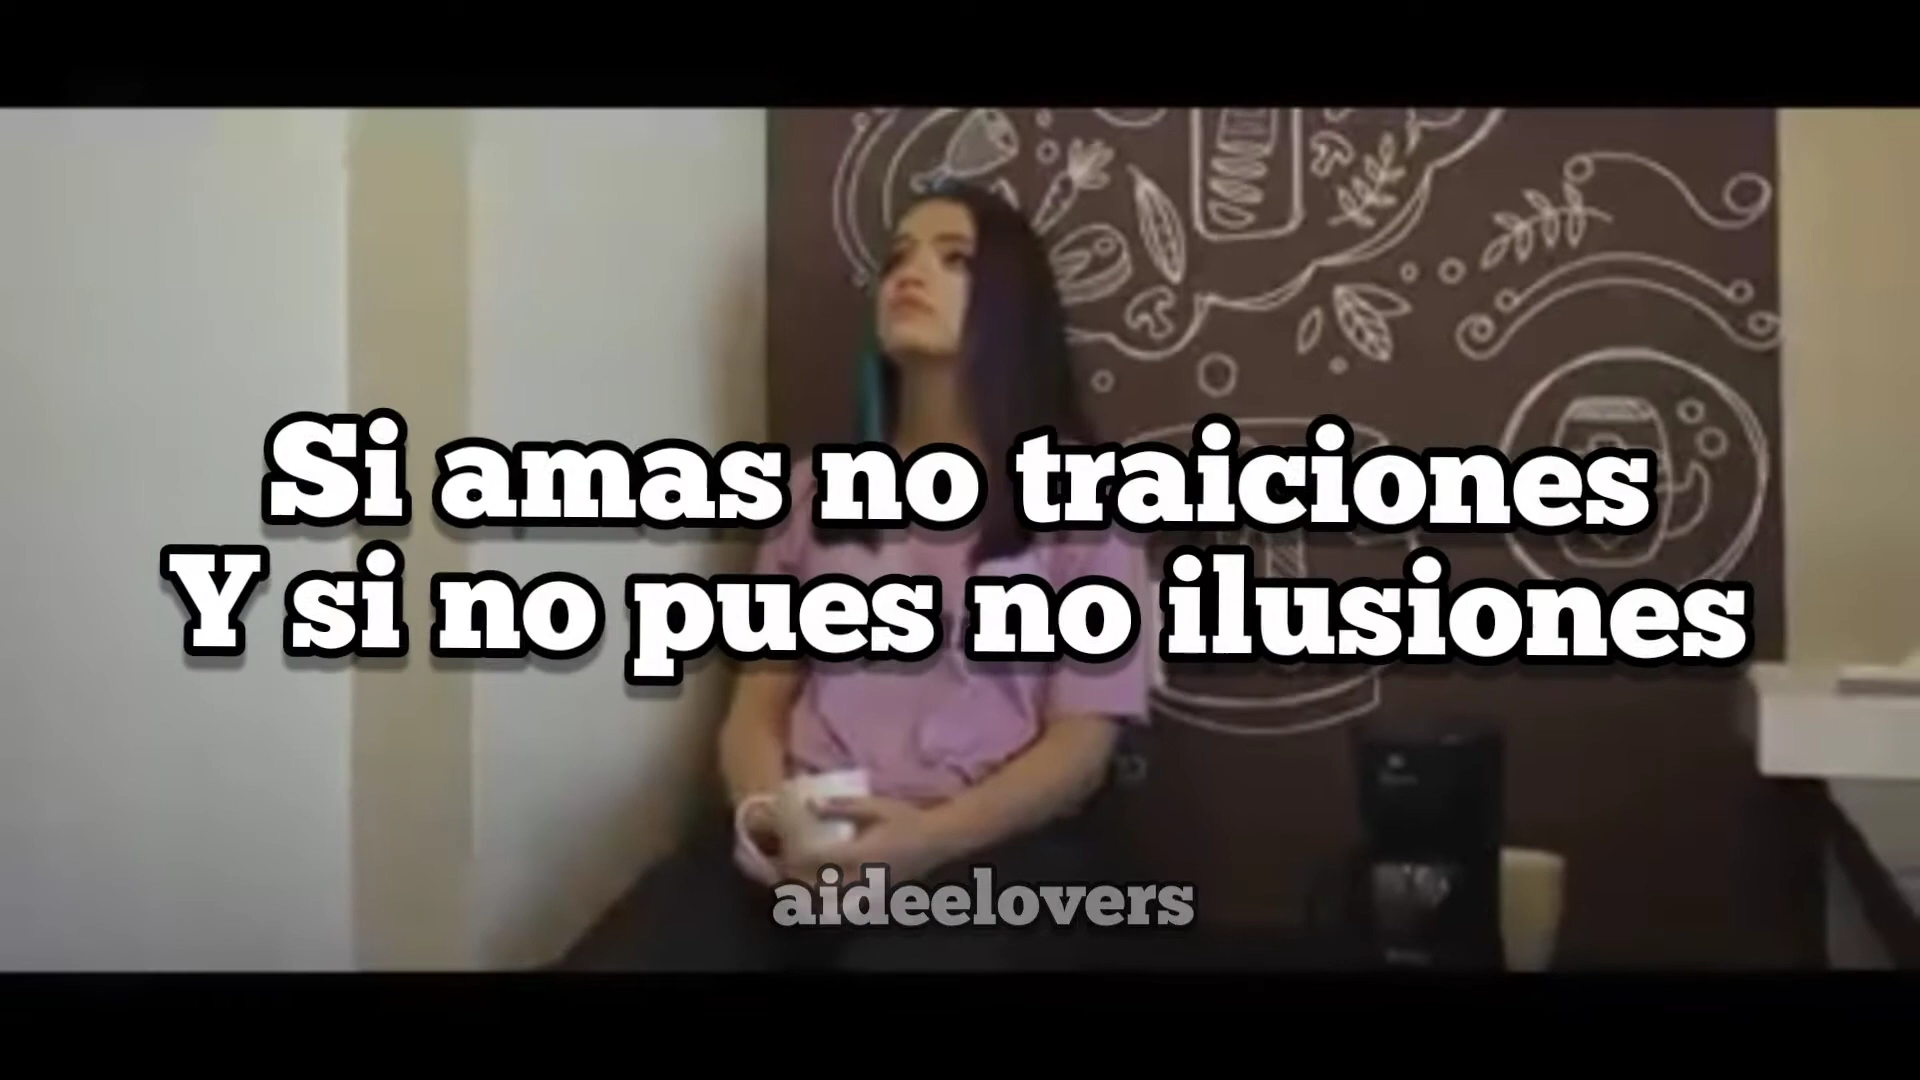 Si amas no traiciones
Y si no pues no ilusiones
aideelovers